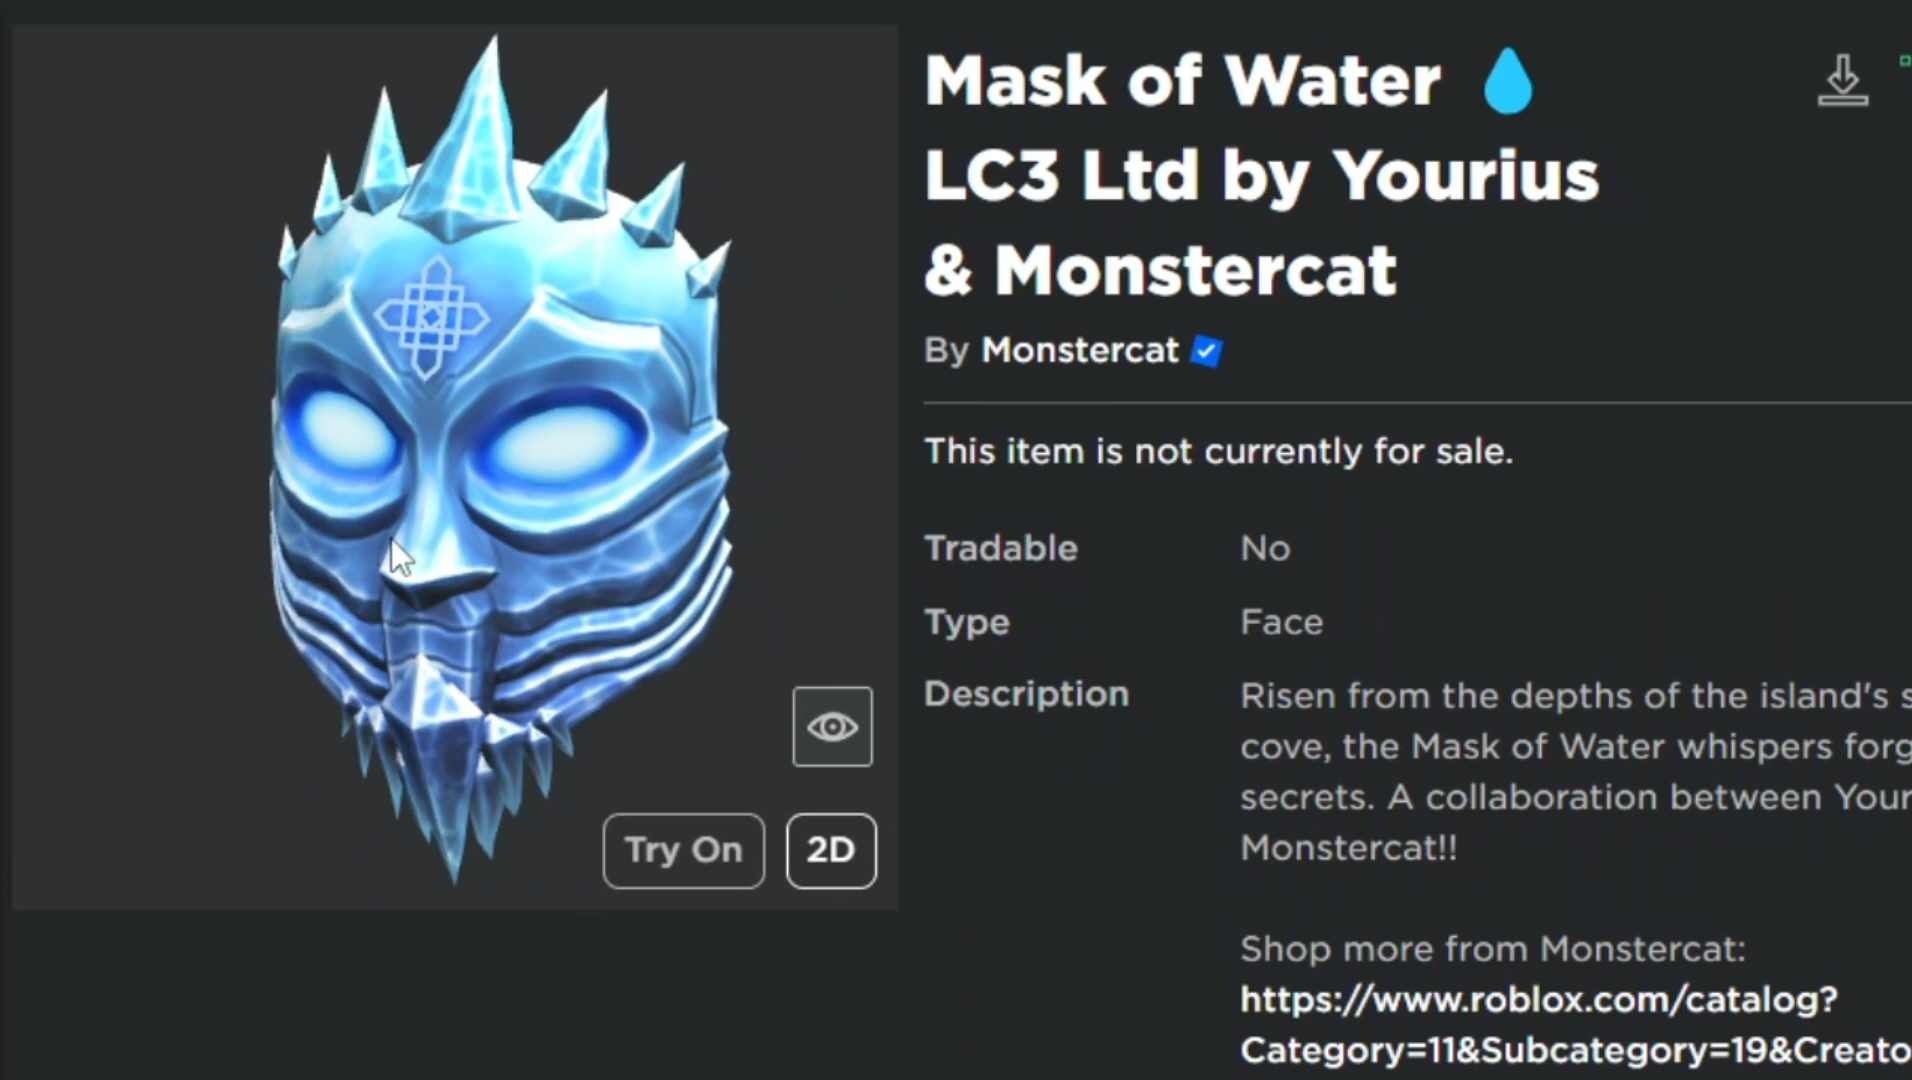 Mask of Water 💧
LC3 Ltd by Yourius
& Monstercat
By Monstercat
This item is not currently for sale.
Tradable No
Type Face
Description Risen from the depths of the island's
cove, the Mask of Water whispers
secrets. A collaboration between
Monstercat!!
Shop more from Monstercat:
https://www.roblox.com/catalog?
Category=11&Subcategory=19&Creato
Try On 2D